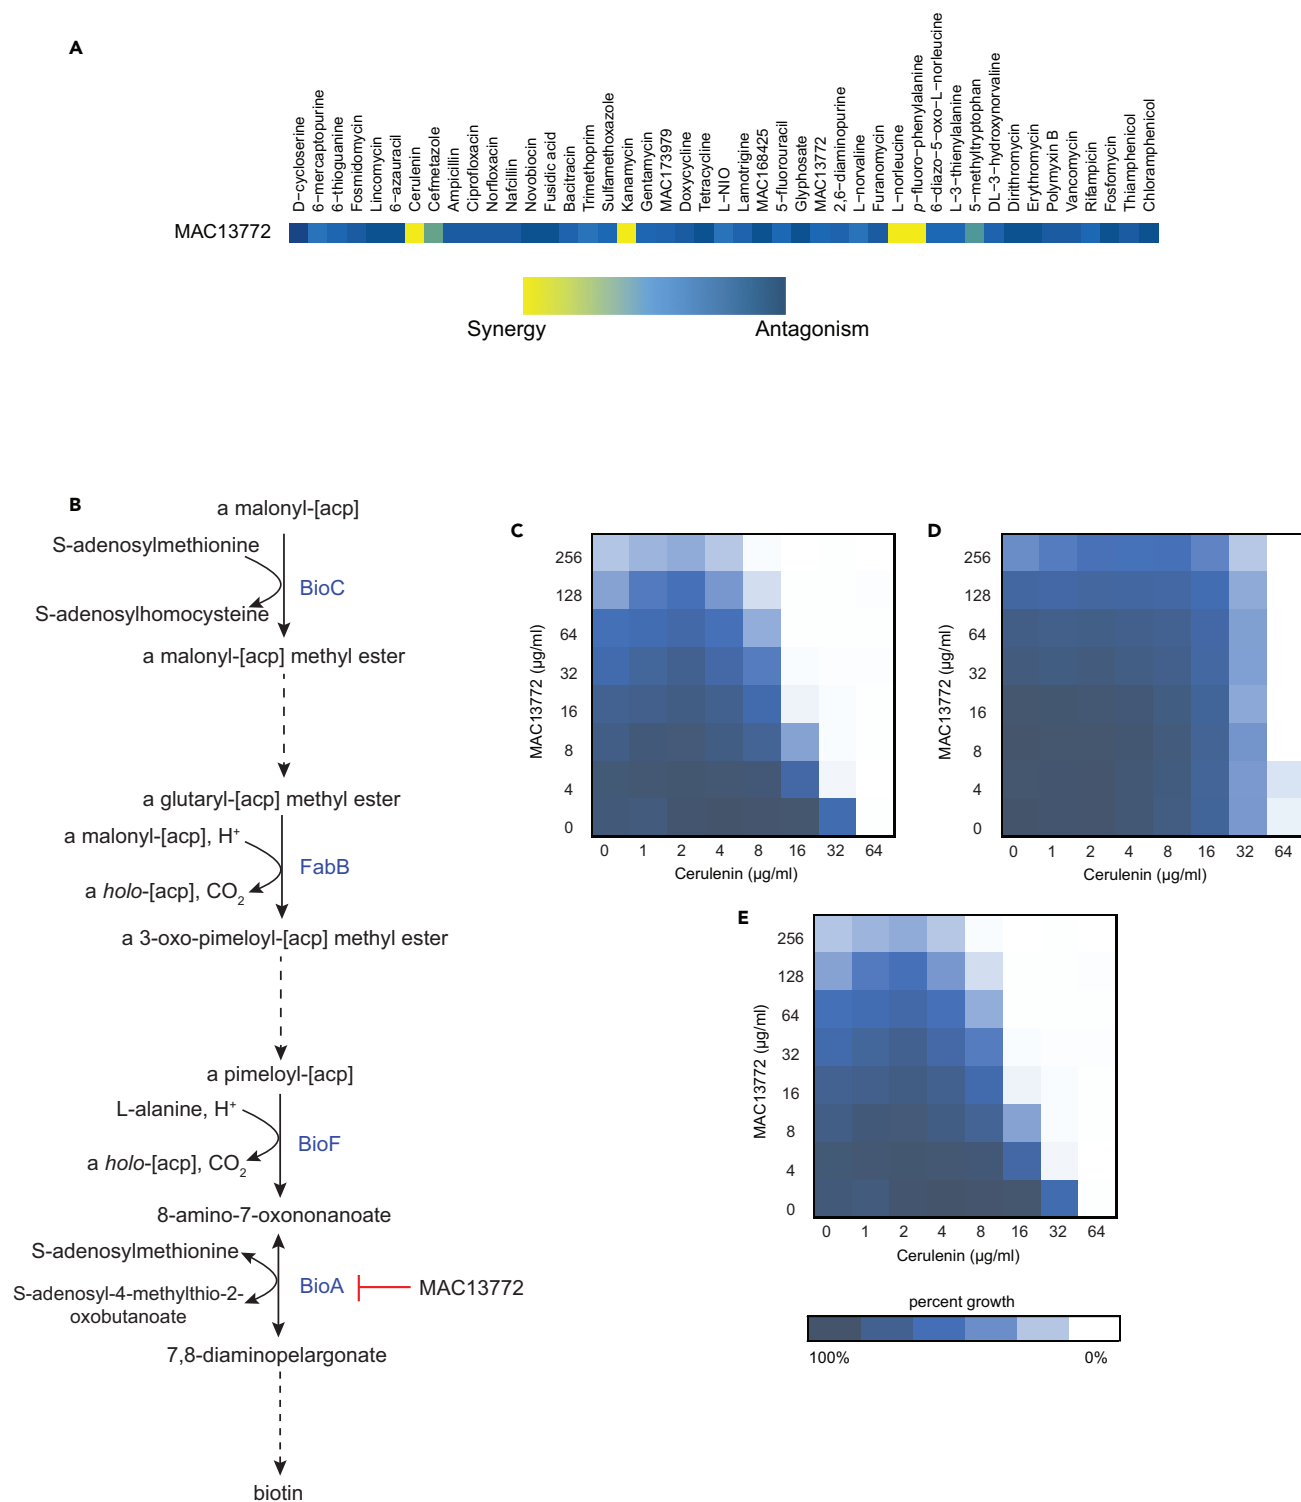 A
D−cycloserine
6−mercaptopurine
6−thioguanine
Fosmidomycin
Lincomycin
6−azauracil
Cerulenin
Cefmetazole
Ampicillin
Ciprofloxacin
Norfloxacin
Nafcillin
Novobiocin
Fusidic acid
Bacitracin
Trimethoprim
Sulfamethoxazole
Kanamycin
Gentamycin
MAC173979
Doxycycline
Tetracycline
L−NIO
Lamotrigine
MAC168425
5−fluorouracil
Glyphosate
MAC13772
2,6−diaminopurine
L−norvaline
Furanomycin
L−norleucine
p−fluoro−phenylalanine
6−diazo−5−oxo−L−norleucine
L−3−thienylalanine
5−methyltryptophan
DL−3−hydroxynorvaline
Dirithromycin
Erythromycin
Polymyxin B
Vancomycin
Rifampicin
Fosfomycin
Thiamphenicol
Chloramphenicol
MAC13772
Synergy
Antagonism
B
a malonyl-[acp]
S-adenosylmethionine
BioC
S-adenosylhomocysteine
a malonyl-[acp] methyl ester
a glutaryl-[acp] methyl ester
a malonyl-[acp], H+
FabB
a holo-[acp], CO2
a 3-oxo-pimeloyl-[acp] methyl ester
a pimeloyl-[acp]
L-alanine, H+
BioF
a holo-[acp], CO2
8-amino-7-oxononanoate
S-adenosylmethionine
BioA
MAC13772
S-adenosyl-4-methylthio-2-
oxobutanoate
7,8-diaminopelargonate
biotin
C
MAC13772 (µg/ml)
256
128
64
32
16
8
4
0
0 1 2 4 8 16 32 64
Cerulenin (µg/ml)
D
MAC13772 (µg/ml)
256
128
64
32
16
8
4
0
0 1 2 4 8 16 32 64
Cerulenin (µg/ml)
E
MAC13772 (µg/ml)
256
128
64
32
16
8
4
0
0 1 2 4 8 16 32 64
Cerulenin (µg/ml)
percent growth
100% 0%